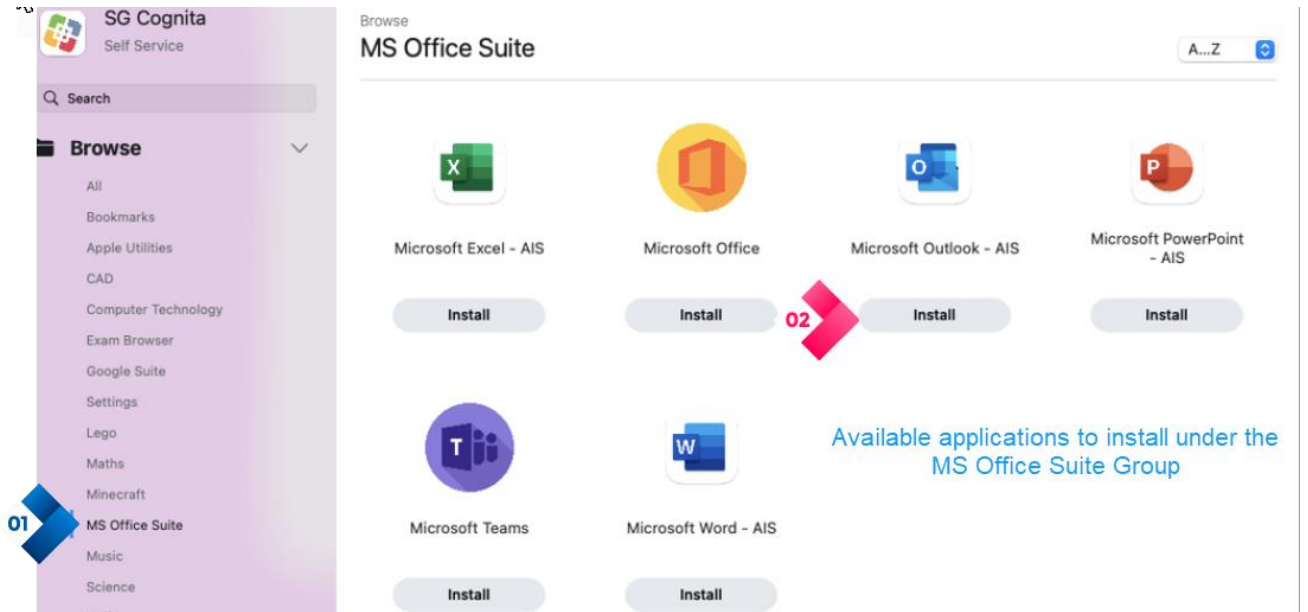 SG Cognita
Self Service
Search
Browse
All
Bookmarks
Apple Utilities
CAD
Computer Technology
Exam Browser
Google Suite
Settings
Lego
Maths
Minecraft
01
MS Office Suite
Music
Science
Browse
MS Office Suite
A...Z
Microsoft Excel - AIS
Install
Microsoft Office
Install
02
Microsoft Outlook - AIS
Install
Microsoft PowerPoint
- AIS
Install
Microsoft Teams
Install
Microsoft Word - AIS
Install
Available applications to install under the
MS Office Suite Group